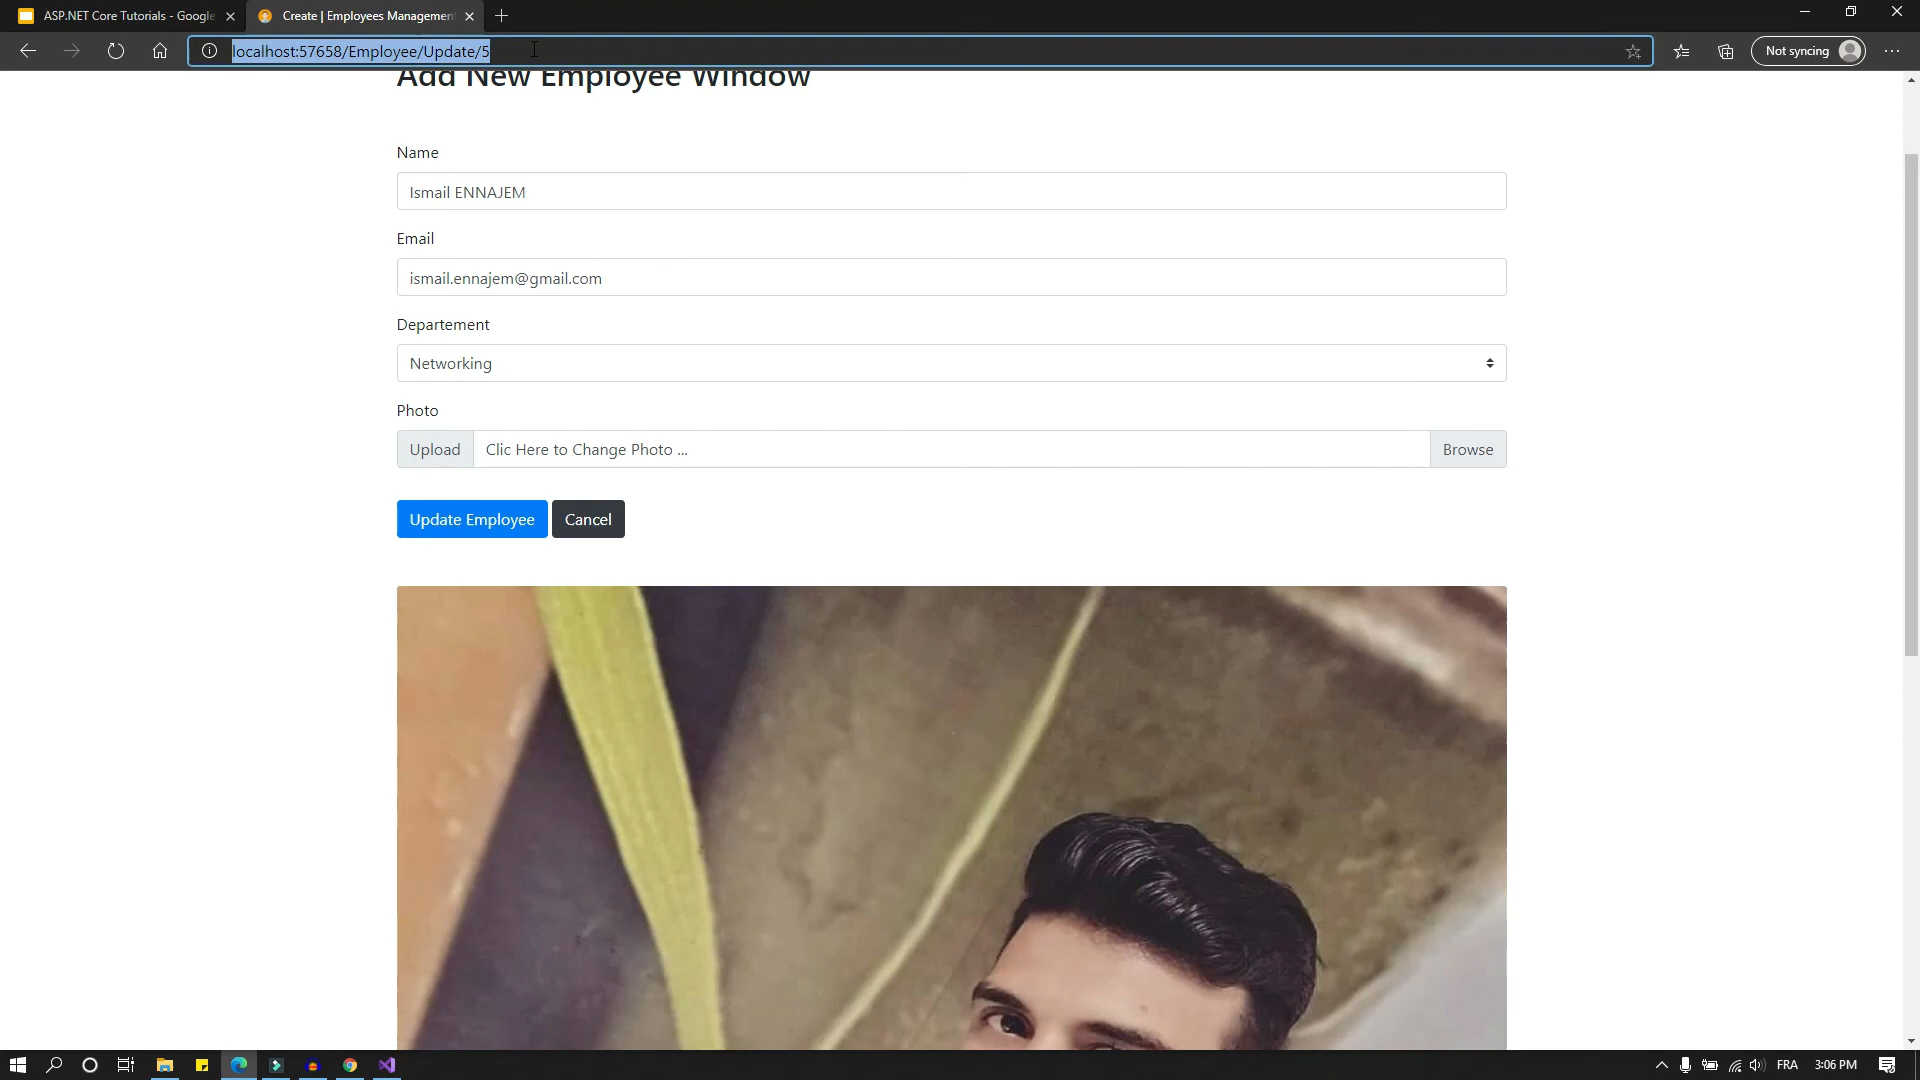 ASP.NET Core Tutorials - Google
Create | Employees Management
localhost:57658/Employee/Update/5
Not syncing
Add New Employee Window
Name
Ismail ENNAJEM
Email
ismail.ennajem@gmail.com
Departement
Networking
Photo
Upload
Clic Here to Change Photo ...
Browse
Update Employee
Cancel
FRA
3:06 PM